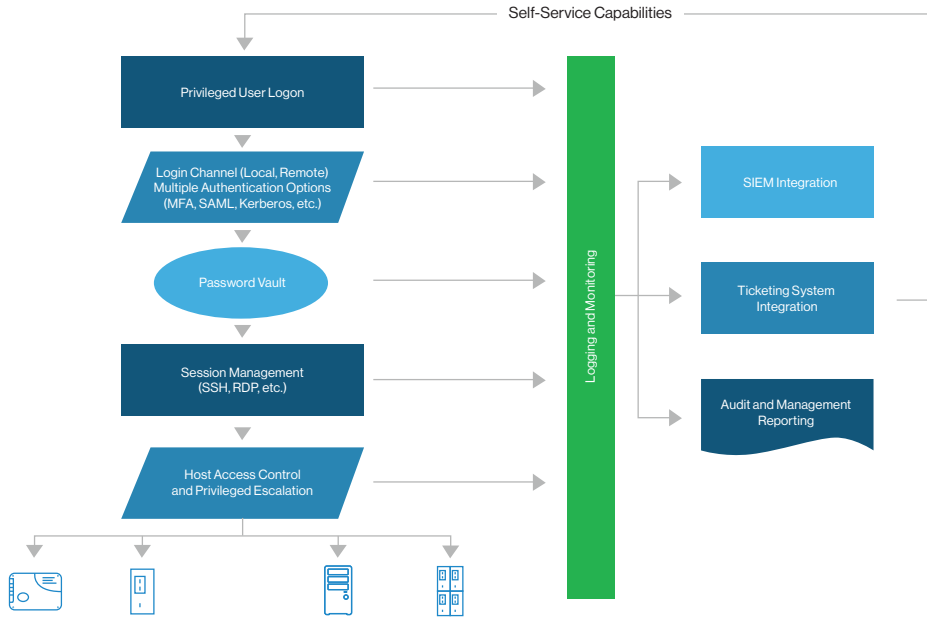 Self-Service Capabilities
Privileged User Logon
Login Channel (Local, Remote)
Multiple Authentication Options
(MFA, SAML, Kerberos, etc.)
Password Vault
Session Management
(SSH, RDP, etc.)
Host Access Control
and Privileged Escalation
Logging and Monitoring
SIEM Integration
Ticketing System
Integration
Audit and Management
Reporting